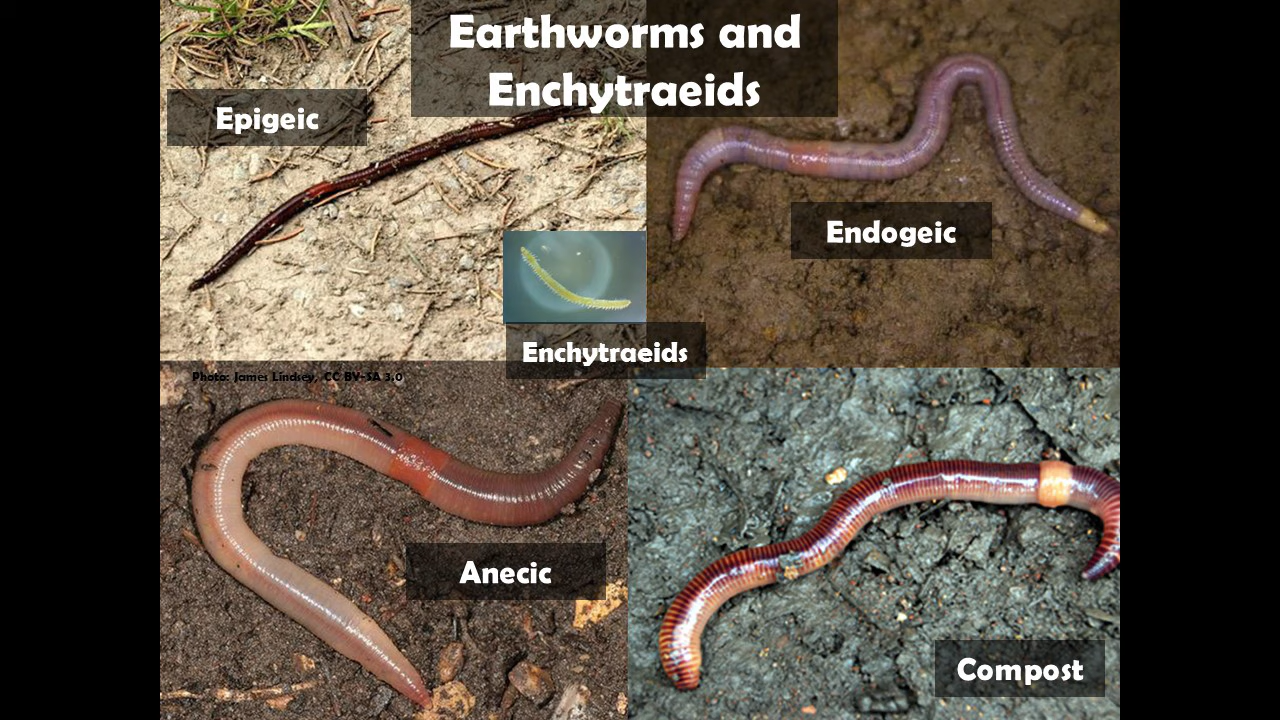 Earthworms and
Enchytraeids
Epigeic
Endogeic
Enchytraeids
Photo: James Lindsey, CC BY-SA 3.0
Anecic
Compost